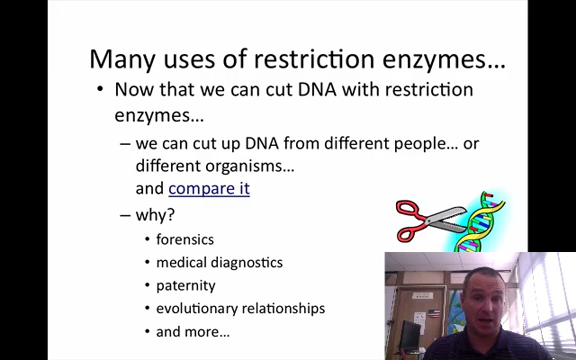 Many uses of restriction enzymes…
• Now that we can cut DNA with restriction
enzymes…
– we can cut up DNA from different people… or
different organisms…
and compare it
– why?
• forensics
• medical diagnostics
• paternity
• evolutionary relationships
• and more…